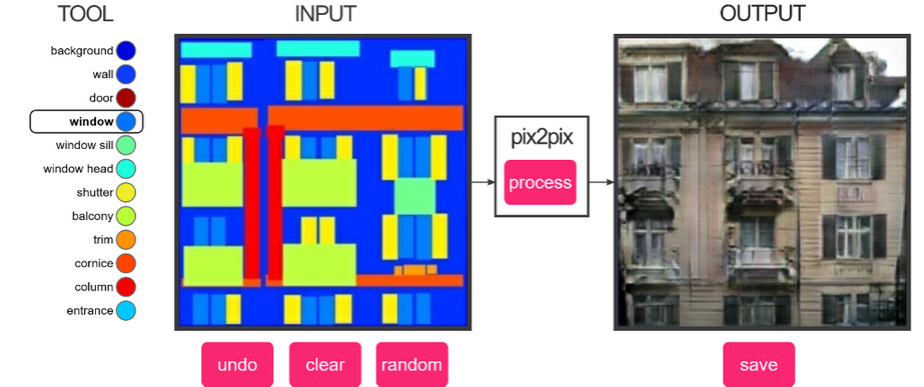 TOOL
INPUT
OUTPUT
background
wall
door
window
window sill
window head
shutter
balcony
trim
cornice
column
entrance
pix2pix
process
undo
clear
random
save